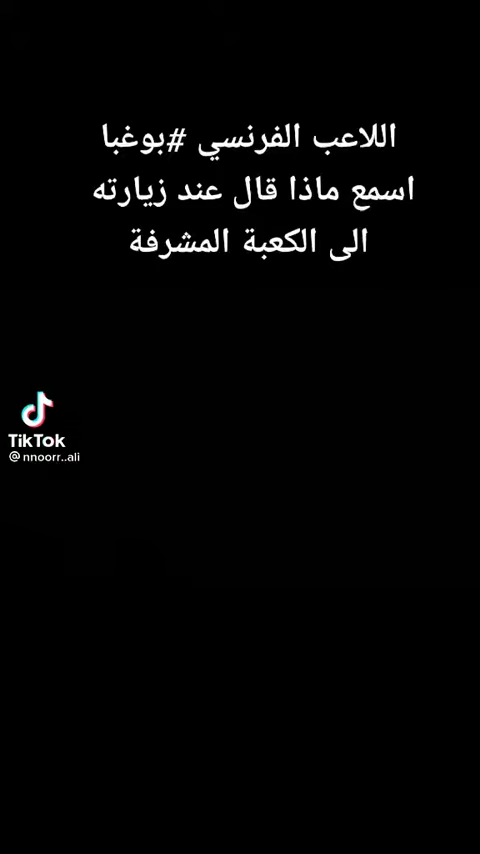 اللاعب الفرنسي #بوغبا
اسمع ماذا قال عند زيارته
الى الكعبة المشرفة
TikTok
@nnoorr..ali